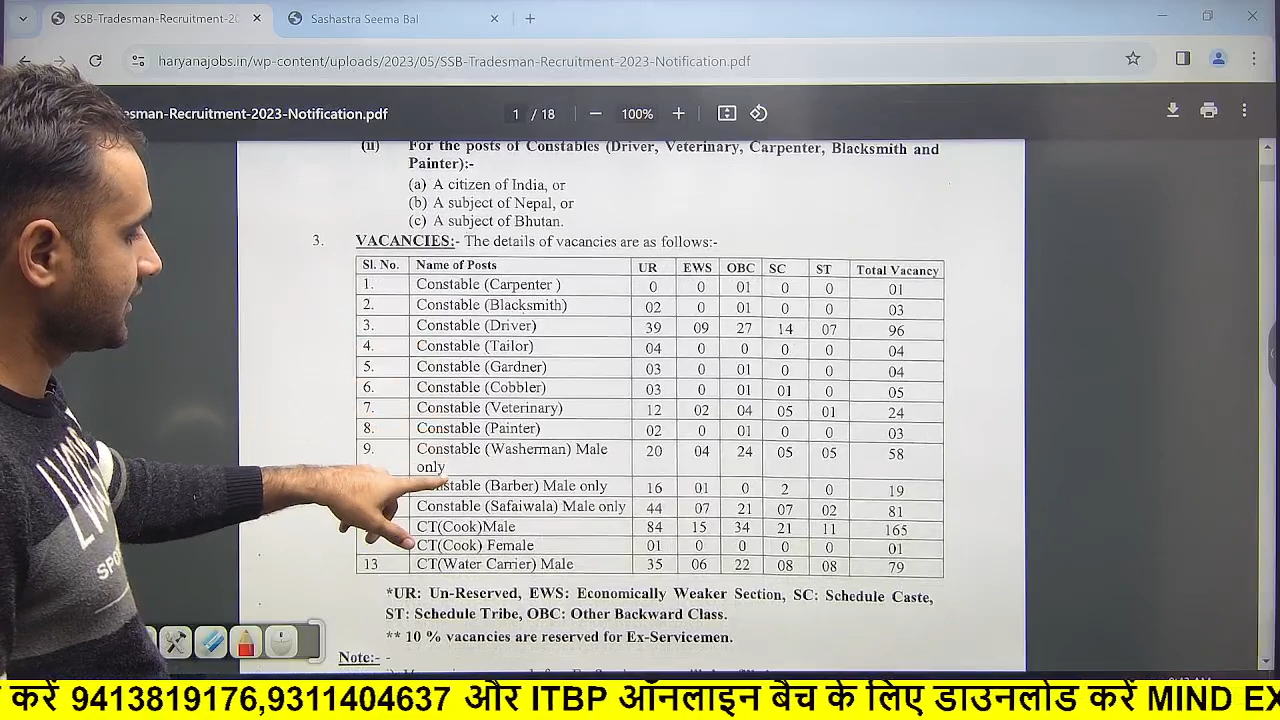 SSB-Tradesman-Recruitment-20
Sashastra Seema Bal
haryanajobs.in/wp-content/uploads/2023/05/SSB-Tradesman-Recruitment-2023-Notification.pdf
esman-Recruitment-2023-Notification.pdf
1 / 18
100%
(ii) For the posts of Constables (Driver, Veterinary, Carpenter, Blacksmith and
Painter):-
(a) A citizen of India, or
(b) A subject of Nepal, or
(c) A subject of Bhutan.
3. VACANCIES:- The details of vacancies are as follows:-
Sl. No. Name of Posts UR EWS OBC SC ST Total Vacancy
1. Constable (Carpenter ) 0 0 01 0 0 01
2. Constable (Blacksmith) 02 0 01 0 0 03
3. Constable (Driver) 39 09 27 14 07 96
4. Constable (Tailor) 04 0 0 0 0 04
5. Constable (Gardner) 03 0 01 0 0 04
6. Constable (Cobbler) 03 0 01 01 0 05
7. Constable (Veterinary) 12 02 04 05 01 24
8. Constable (Painter) 02 0 01 0 0 03
9. Constable (Washerman) Male only 20 04 24 05 05 58
stable (Barber) Male only 16 01 0 2 0 19
Constable (Safaiwala) Male only 44 07 21 07 02 81
CT(Cook)Male 84 15 34 21 11 165
CT(Cook) Female 01 0 0 0 0 01
13 CT(Water Carrier) Male 35 06 22 08 08 79
*UR: Un-Reserved, EWS: Economically Weaker Section, SC: Schedule Caste,
ST: Schedule Tribe, OBC: Other Backward Class.
** 10 % vacancies are reserved for Ex-Servicemen.
Note:- -
SPO
करें 9413819176,9311404637 और ITBP ऑनलाइन बैच के लिए डाउनलोड करें MIND EX